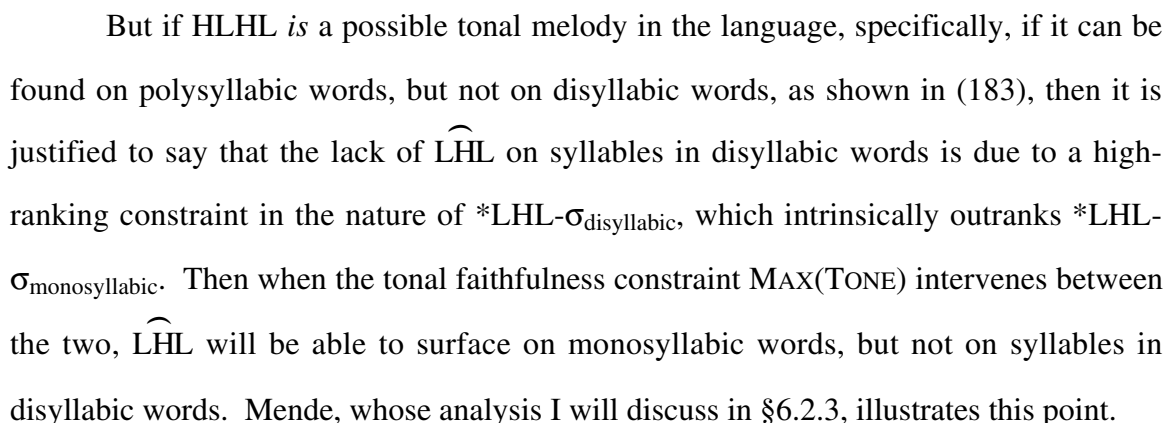 But if HLHL is a possible tonal melody in the language, specifically, if it can be
found on polysyllabic words, but not on disyllabic words, as shown in (183), then it is
justified to say that the lack of L͡HL on syllables in disyllabic words is due to a high-
ranking constraint in the nature of *LHL-σdisyllabic, which intrinsically outranks *LHL-
σmonosyllabic. Then when the tonal faithfulness constraint MAX(TONE) intervenes between
the two, L͡HL will be able to surface on monosyllabic words, but not on syllables in
disyllabic words. Mende, whose analysis I will discuss in §6.2.3, illustrates this point.